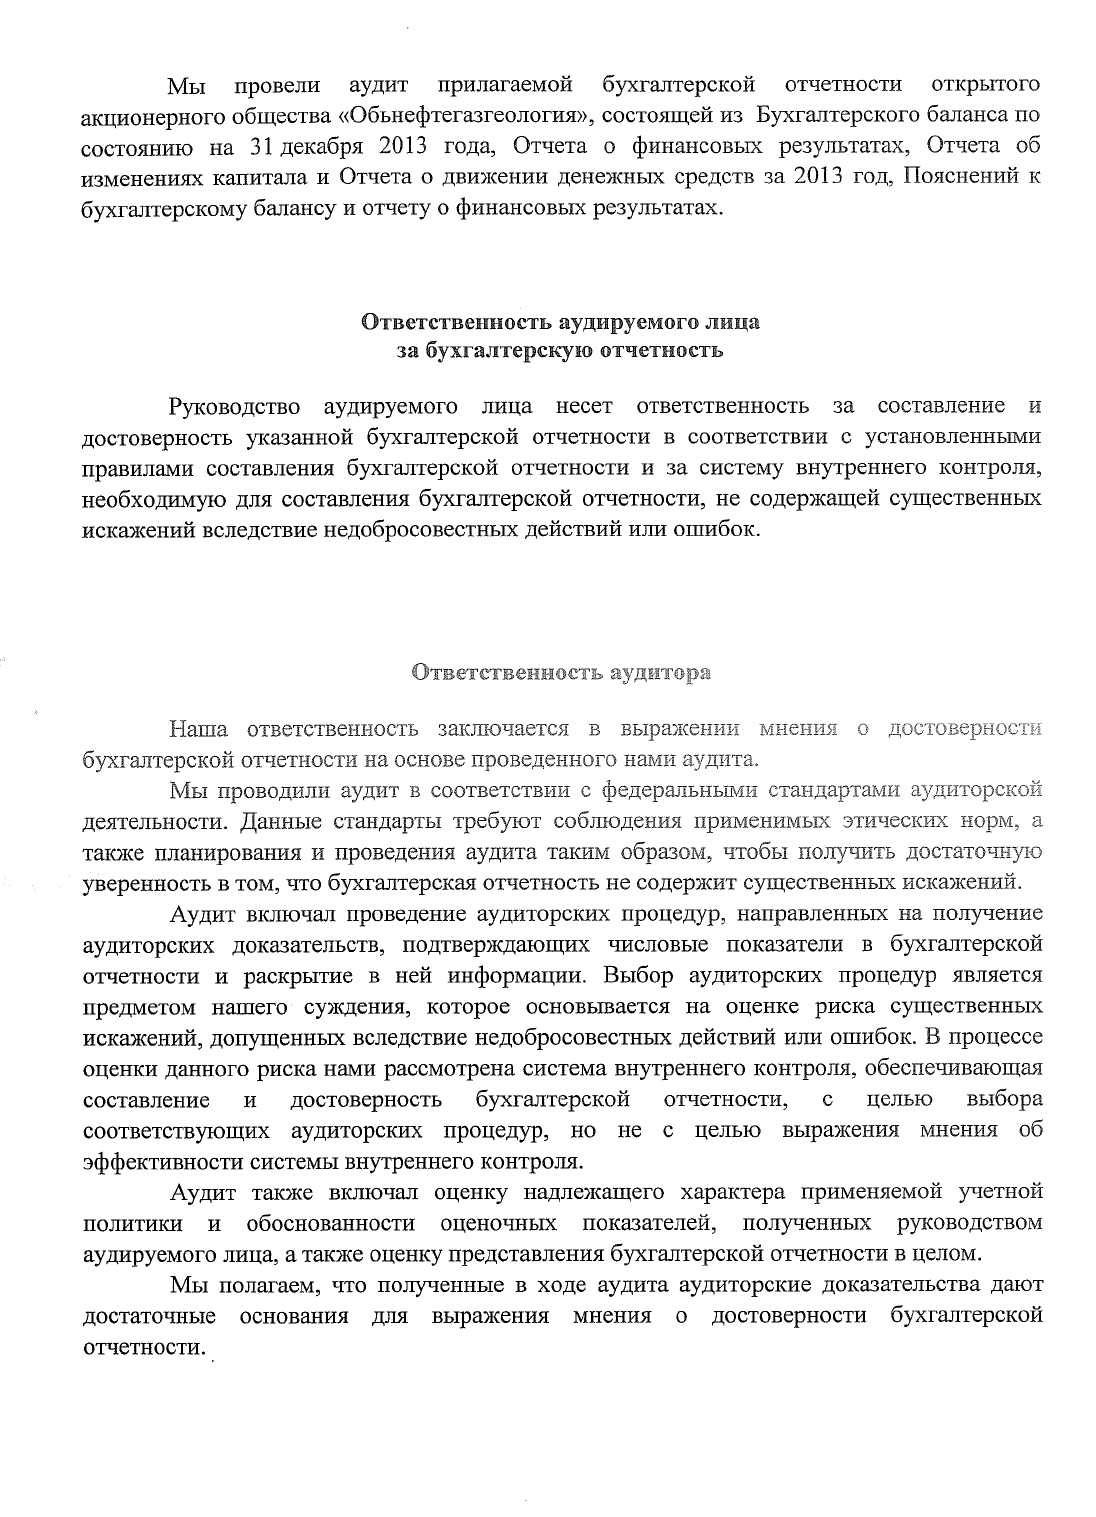 Мы провели аудит прилагаемой бухгалтерской отчетности открытого
акционерного общества «Обьнефтегазгеология», состоящей из Бухгалтерского баланса по
состоянию на 31 декабря 2013 года, Отчета о финансовых результатах, Отчета об
изменениях капитала и Отчета о движении денежных средств за 2013 год, Пояснений к
бухгалтерскому балансу и отчету о финансовых результатах.
Ответственность аудируемого лица
за бухгалтерскую отчетность
Руководство аудируемого лица несет ответственность за составление и
достоверность указанной бухгалтерской отчетности в соответствии с установленными
правилами составления бухгалтерской отчетности и за систему внутреннего контроля,
необходимую для составления бухгалтерской отчетности, не содержащей существенных
искажений вследствие недобросовестных действий или ошибок.
Ответственность аудитора
Наша ответственность заключается в выражении мнения о достоверности
бухгалтерской отчетности на основе проведенного нами аудита.
Мы проводили аудит в соответствии с федеральными стандартами аудиторской
деятельности. Данные стандарты требуют соблюдения применимых этических норм, а
также планирования и проведения аудита таким образом, чтобы получить достаточную
уверенность в том, что бухгалтерская отчетность не содержит существенных искажений.
Аудит включал проведение аудиторских процедур, направленных на получение
аудиторских доказательств, подтверждающих числовые показатели в бухгалтерской
отчетности и раскрытие в ней информации. Выбор аудиторских процедур является
предметом нашего суждения, которое основывается на оценке риска существенных
искажений, допущенных вследствие недобросовестных действий или ошибок. В процессе
оценки данного риска нами рассмотрена система внутреннего контроля, обеспечивающая
составление и достоверность бухгалтерской отчетности, с целью выбора
соответствующих аудиторских процедур, но не с целью выражения мнения об
эффективности системы внутреннего контроля.
Аудит также включал оценку надлежащего характера применяемой учетной
политики и обоснованности оценочных показателей, полученных руководством
аудируемого лица, а также оценку представления бухгалтерской отчетности в целом.
Мы полагаем, что полученные в ходе аудита аудиторские доказательства дают
достаточные основания для выражения мнения о достоверности бухгалтерской
отчетности.